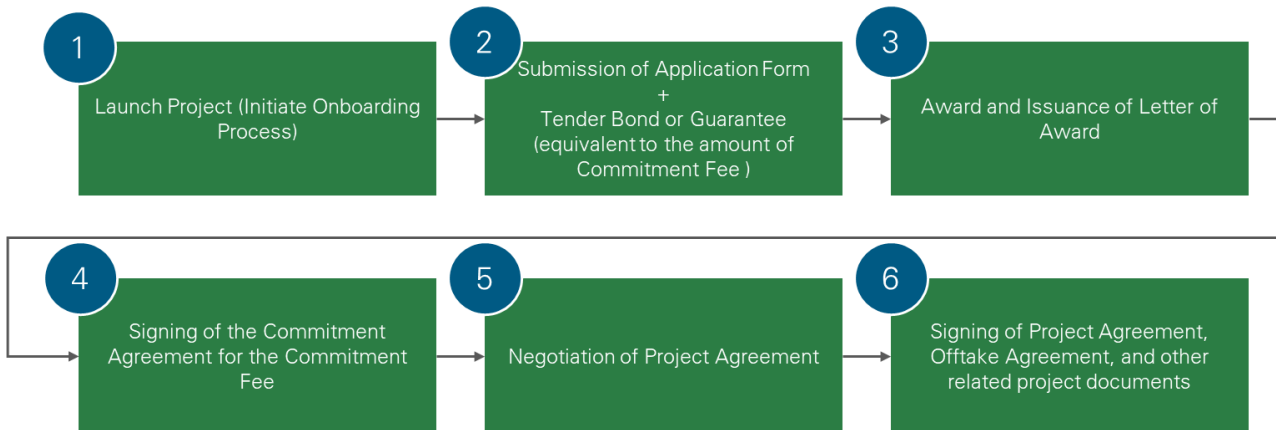 1
Launch Project (Initiate Onboarding
Process)
2
Submission of Application Form
+
Tender Bond or Guarantee
(equivalent to the amount of
Commitment Fee )
3
Award and Issuance of Letter of
Award
4
Signing of the Commitment
Agreement for the Commitment
Fee
5
Negotiation of Project Agreement
6
Signing of Project Agreement,
Offtake Agreement, and other
related project documents